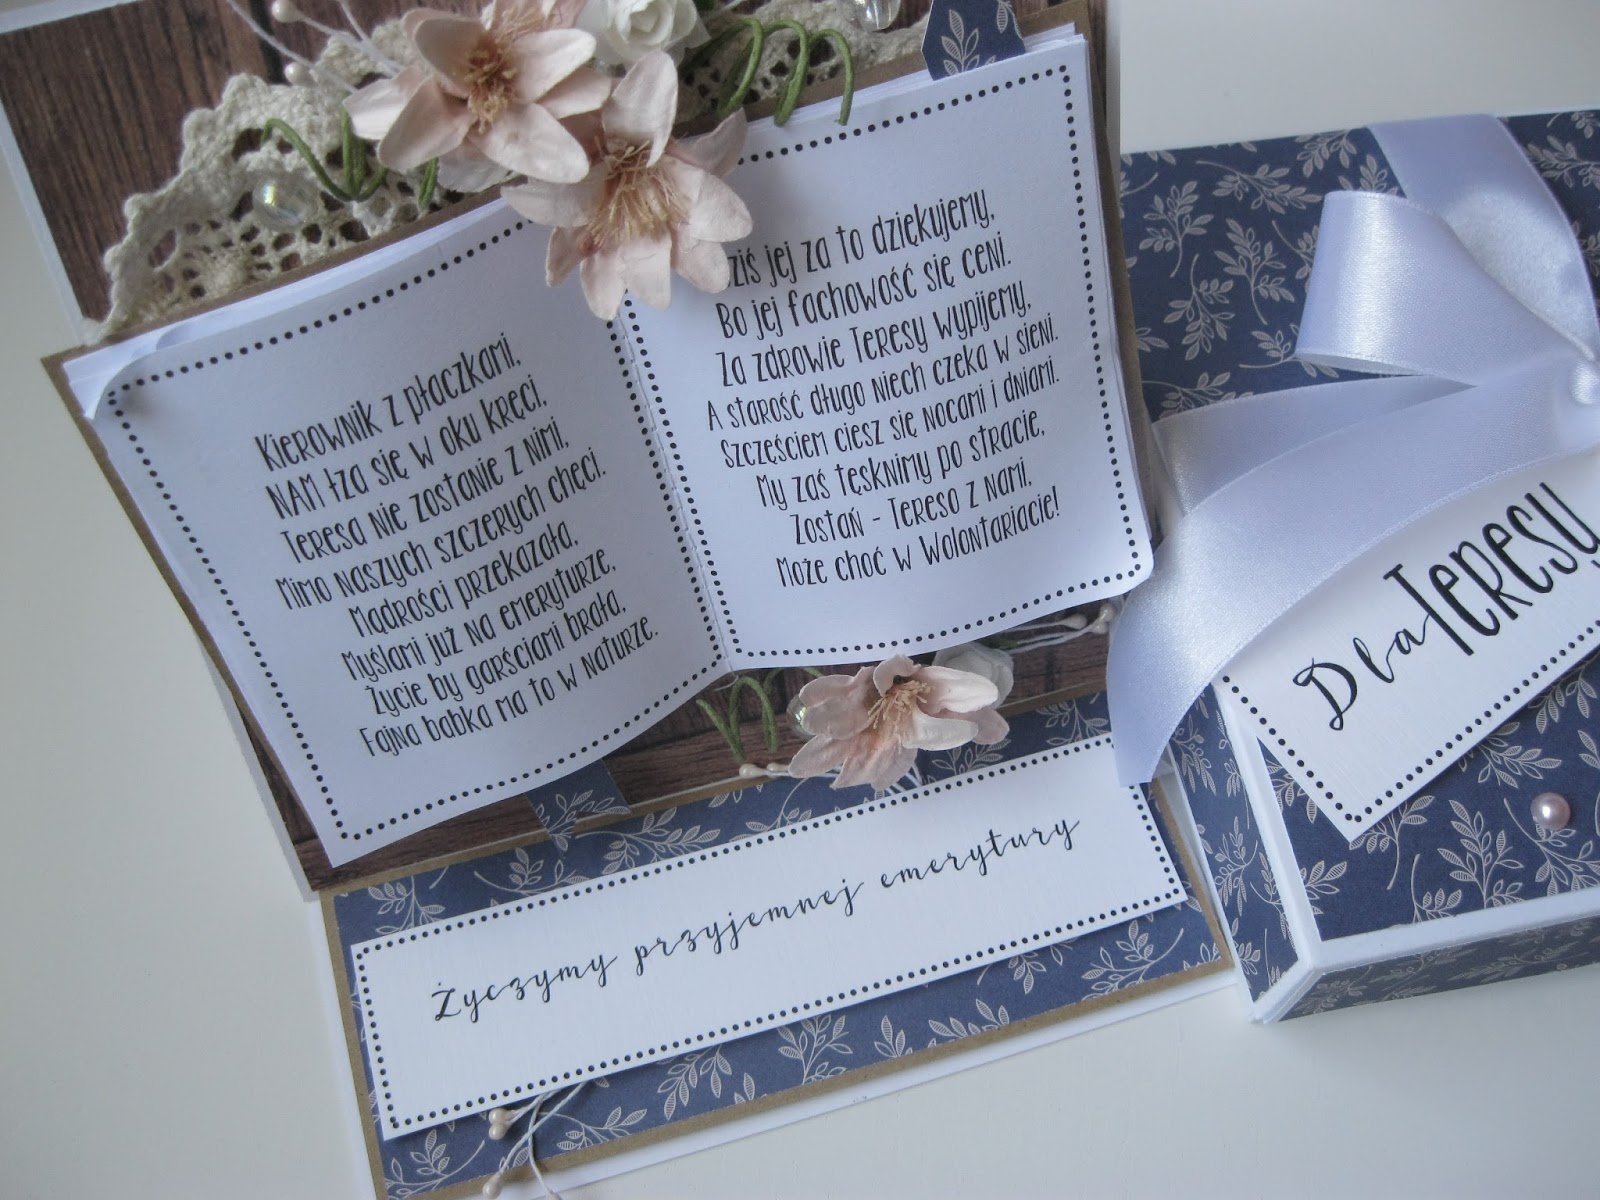 Kierownik z płaczkami,
NAM łza się w oku kręci,
Teresa nie zostanie z nimi,
Mimo naszych szczerych chęci.
Mądrości przekazała,
Myślami już na emeryturze,
Życie by garściami brała,
Fajna babka ma to w naturze.
ziś jej za to dziękujemy,
Bo jej fachowość się ceni.
Za zdrowie Teresy wypijemy,
A starość długo niech czeka w sieni.
Szczęściem ciesz się nocami i dniami.
My zaś tęsknimy po stracie,
Zostań - Tereso z nami,
Może choć w Wolontariacie!
Życzymy przyjemnej emerytury
Dla Teresy